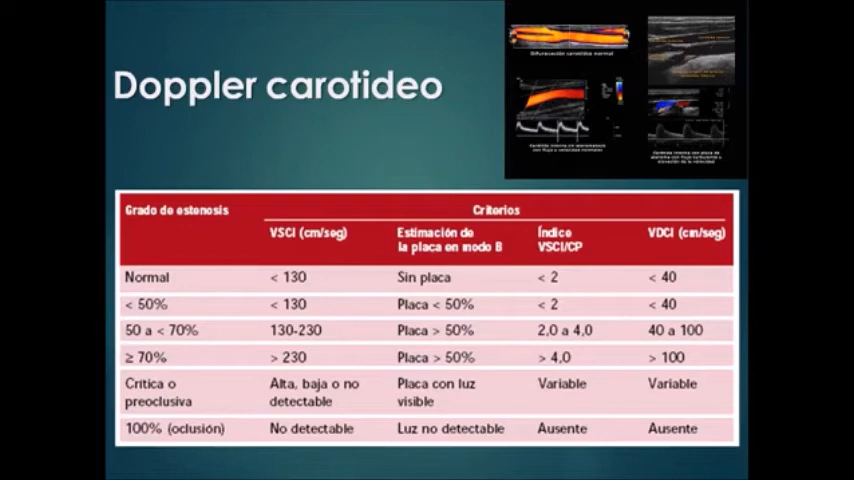 Doppler carotideo
Bifurcación carotídea normal
Grado de estenosis
Criterios
VSCI (cm/seg)
Estimación de
la placa en modo B
Índice
VSCI/CP
VDCI (cm/seg)
Normal < 130 Sin placa < 2 < 40
< 50% < 130 Placa < 50% < 2 < 40
50 a < 70% 130-230 Placa > 50% 2,0 a 4,0 40 a 100
≥ 70% > 230 Placa > 50% > 4,0 > 100
Crítica o
preoclusiva
Alta, baja o no
detectable
Placa con luz
visible
Variable
Variable
100% (oclusión) No detectable Luz no detectable Ausente Ausente